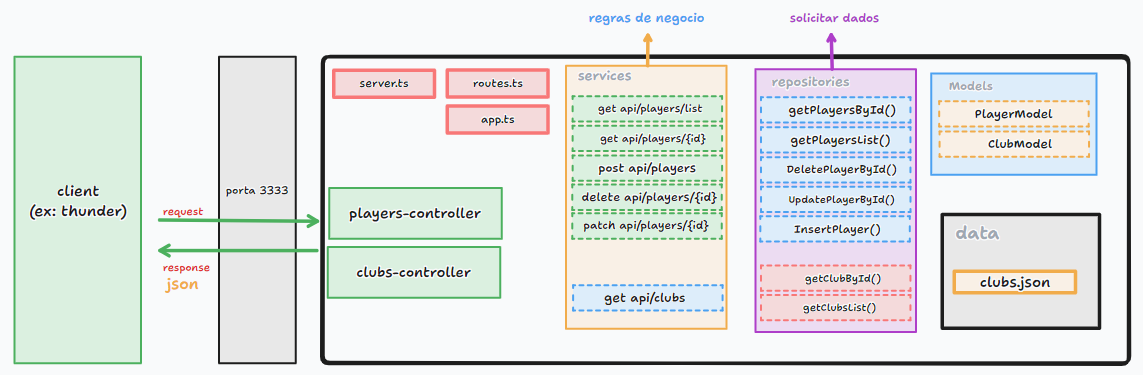 regras de negocio
solicitar dados
client
(ex: thunder)
request
response
json
porta 3333
server.ts
routes.ts
app.ts
players-controller
clubs-controller
services
get api/players/list
get api/players/{id}
post api/players
delete api/players/{id}
patch api/players/{id}
get api/clubs
repositories
getPlayersById()
getPlayersList()
DeletePlayerById()
UpdatePlayerById()
InsertPlayer()
getClubById()
getClubsList()
Models
PlayerModel
ClubModel
data
clubs.json